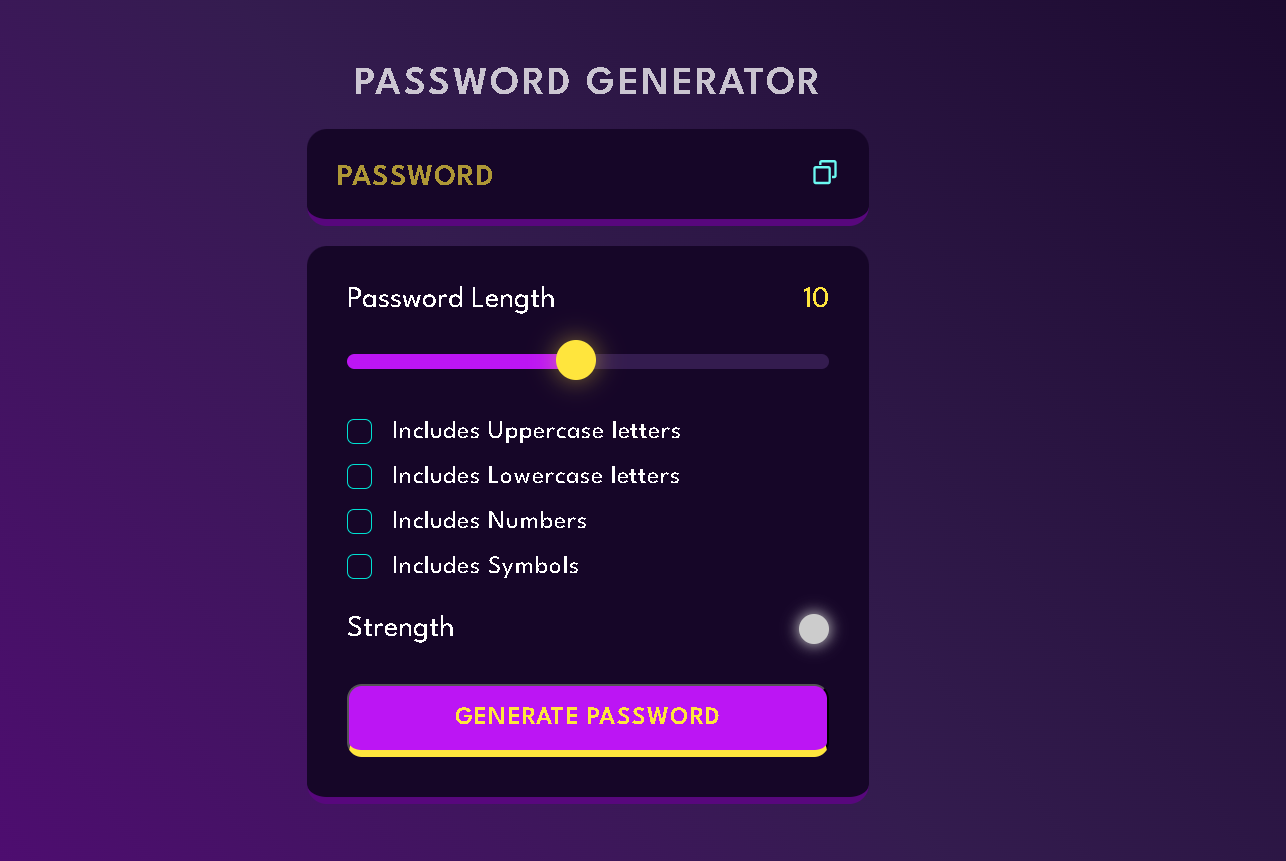 PASSWORD GENERATOR
PASSWORD
Password Length 10
Includes Uppercase letters
Includes Lowercase letters
Includes Numbers
Includes Symbols
Strength
GENERATE PASSWORD